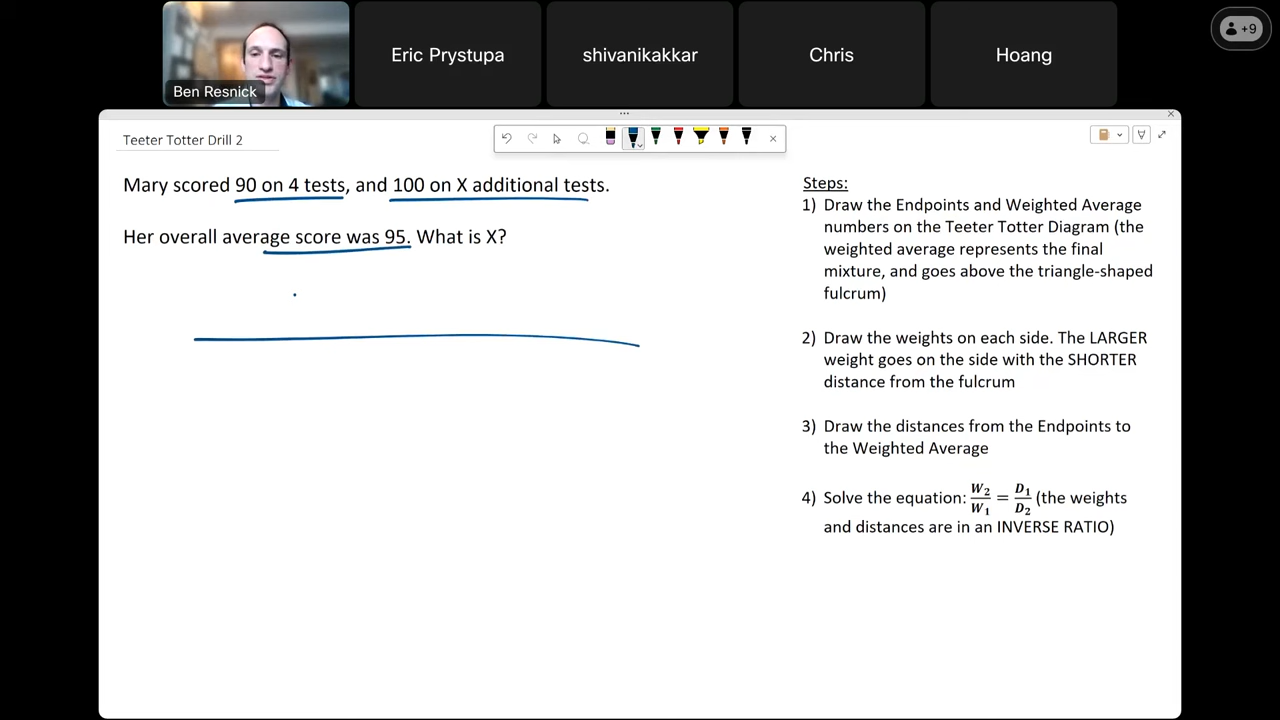 Ben Resnick
Eric Prystupa
shivanikakkar
Chris
Hoang
+9
Teeter Totter Drill 2
Mary scored 90 on 4 tests, and 100 on X additional tests.
Her overall average score was 95. What is X?
Steps:
1) Draw the Endpoints and Weighted Average
numbers on the Teeter Totter Diagram (the
weighted average represents the final
mixture, and goes above the triangle-shaped
fulcrum)
2) Draw the weights on each side. The LARGER
weight goes on the side with the SHORTER
distance from the fulcrum
3) Draw the distances from the Endpoints to
the Weighted Average
4) Solve the equation: W₂/W₁ = D₁/D₂ (the weights
and distances are in an INVERSE RATIO)